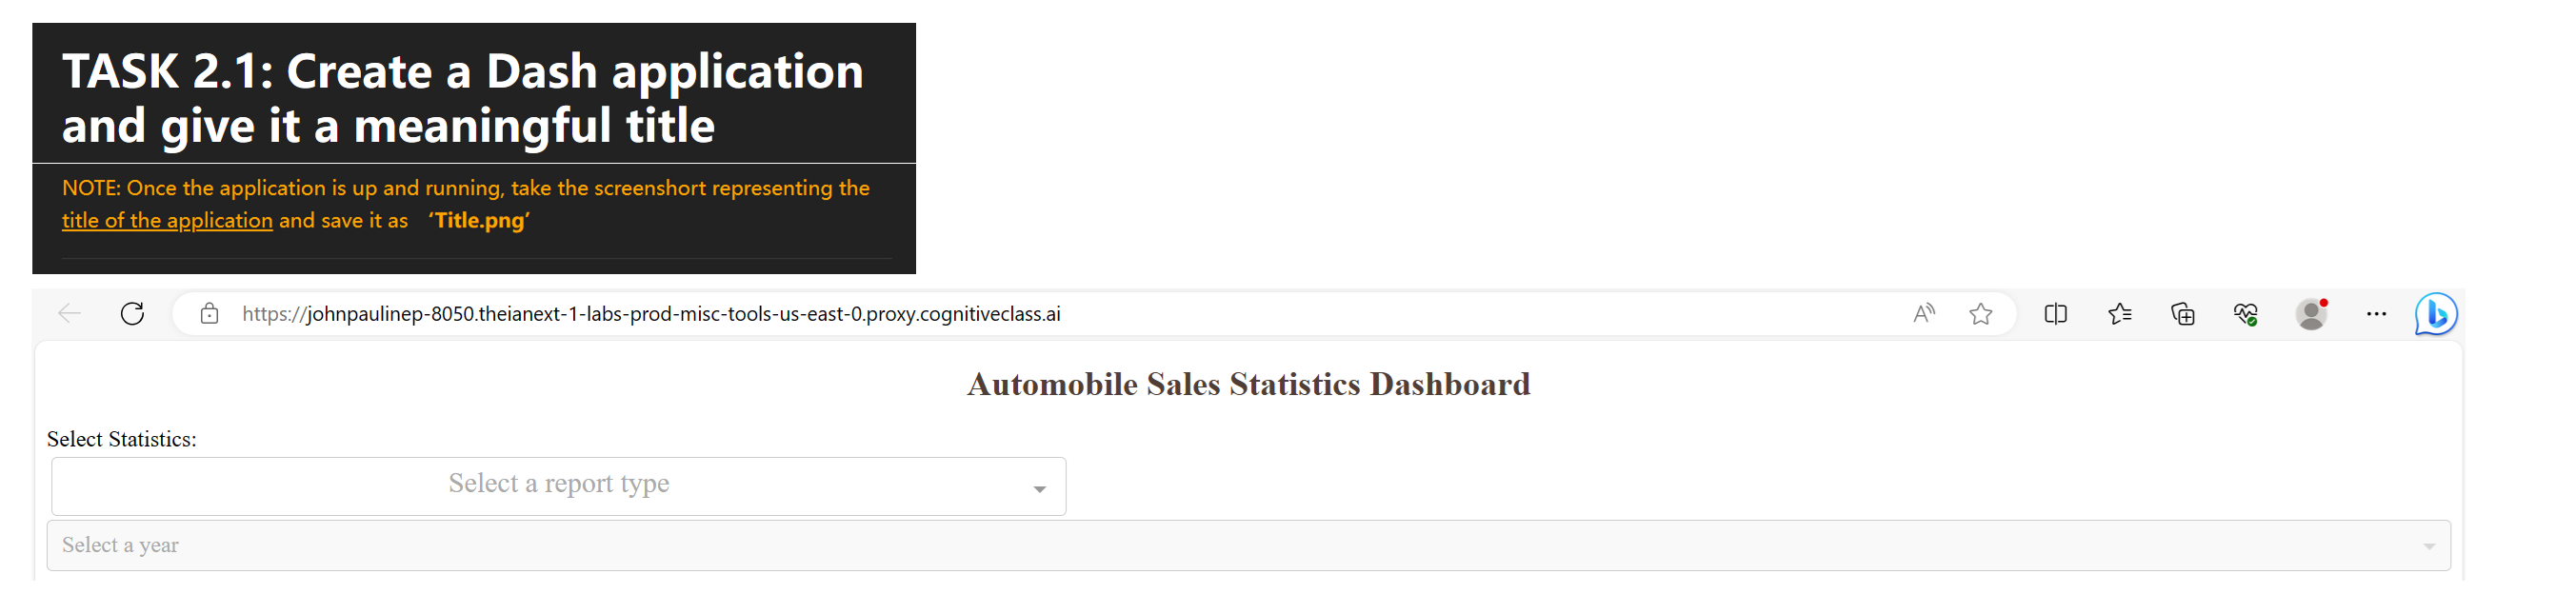 TASK 2.1: Create a Dash application
and give it a meaningful title
NOTE: Once the application is up and running, take the screenshort representing the
title of the application and save it as ‘Title.png’
https://johnpaulinep-8050.theianext-1-labs-prod-misc-tools-us-east-0.proxy.cognitiveclass.ai
Automobile Sales Statistics Dashboard
Select Statistics:
Select a report type
Select a year